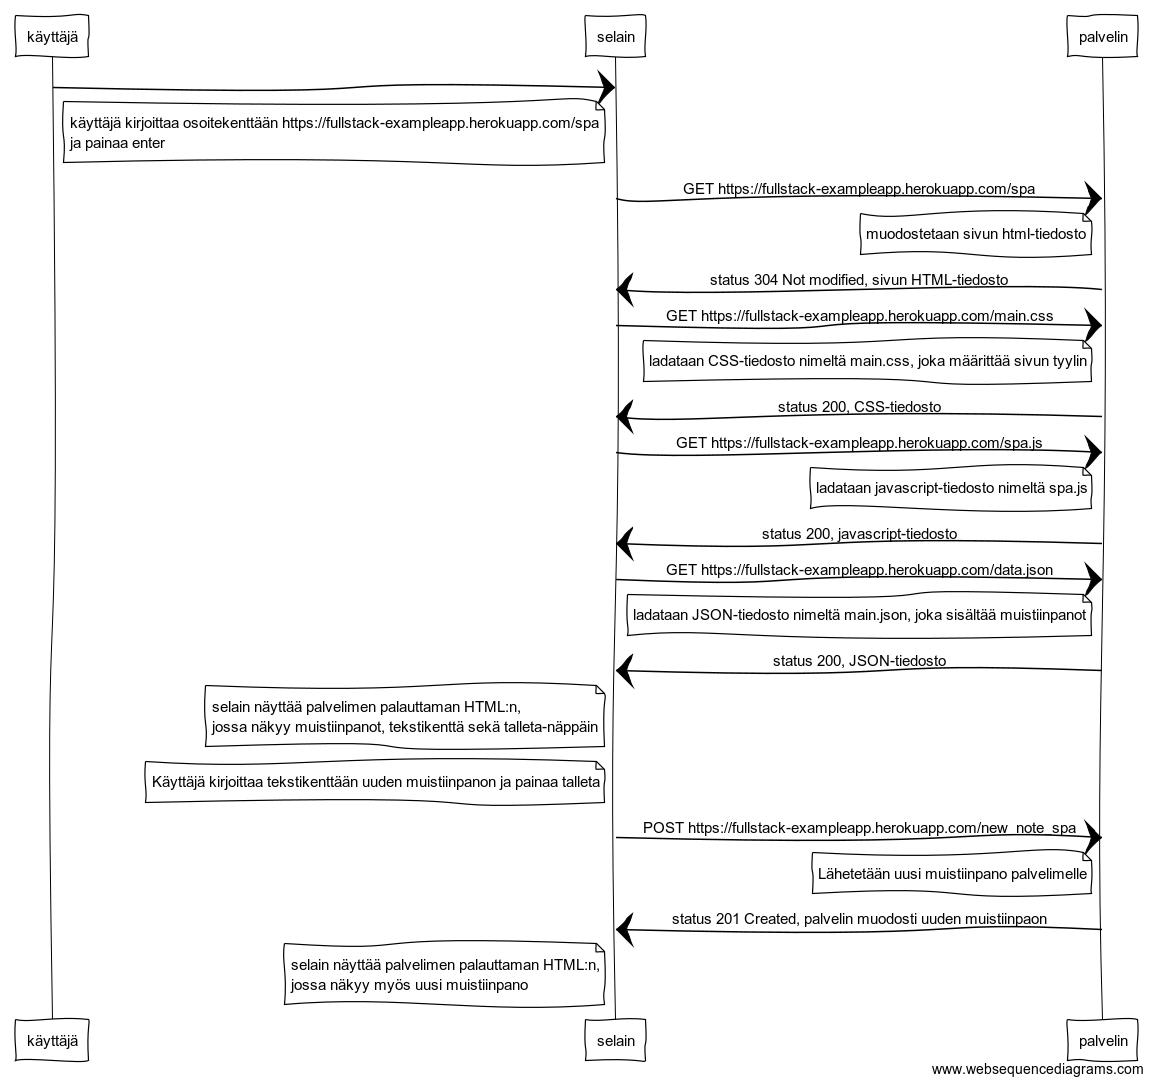 käyttäjä
selain
palvelin
käyttäjä kirjoittaa osoitekenttään https://fullstack-exampleapp.herokuapp.com/spa
ja painaa enter
GET https://fullstack-exampleapp.herokuapp.com/spa
muodostetaan sivun html-tiedosto
status 304 Not modified, sivun HTML-tiedosto
GET https://fullstack-exampleapp.herokuapp.com/main.css
ladataan CSS-tiedosto nimeltä main.css, joka määrittää sivun tyylin
status 200, CSS-tiedosto
GET https://fullstack-exampleapp.herokuapp.com/spa.js
ladataan javascript-tiedosto nimeltä spa.js
status 200, javascript-tiedosto
GET https://fullstack-exampleapp.herokuapp.com/data.json
ladataan JSON-tiedosto nimeltä main.json, joka sisältää muistiinpanot
status 200, JSON-tiedosto
selain näyttää palvelimen palauttaman HTML:n,
jossa näkyy muistiinpanot, tekstikenttä sekä talleta-näppäin
Käyttäjä kirjoittaa tekstikenttään uuden muistiinpanon ja painaa talleta
POST https://fullstack-exampleapp.herokuapp.com/new_note_spa
Lähetetään uusi muistiinpano palvelimelle
status 201 Created, palvelin muodosti uuden muistiinpaon
selain näyttää palvelimen palauttaman HTML:n,
jossa näkyy myös uusi muistiinpano
käyttäjä
selain
palvelin
www.websequencediagrams.com